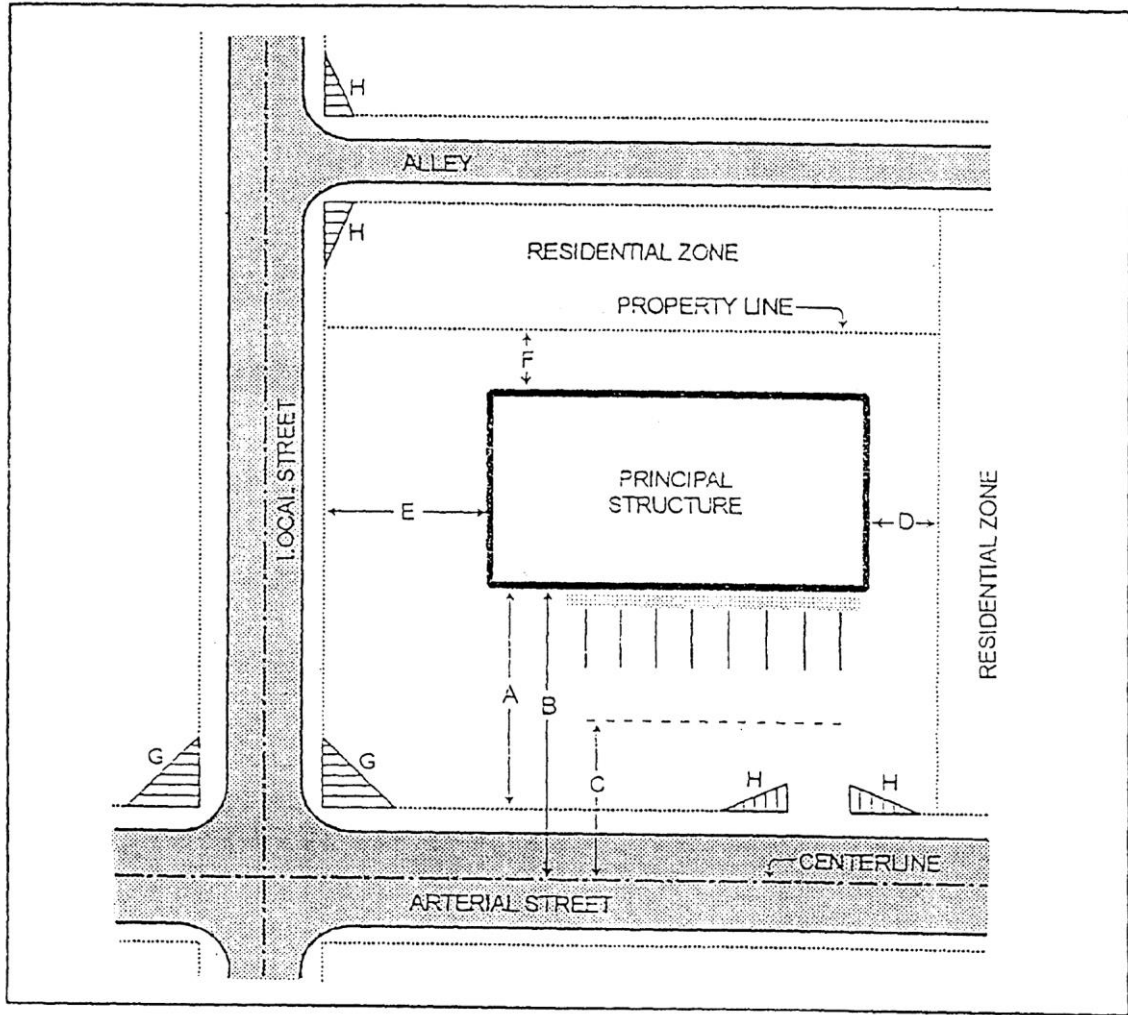 H
ALLEY
H
RESIDENTIAL ZONE
PROPERTY LINE
F
LOCAL STREET
PRINCIPAL
STRUCTURE
E
D
RESIDENTIAL ZONE
A
B
C
G
G
H
H
CENTERLINE
ARTERIAL STREET